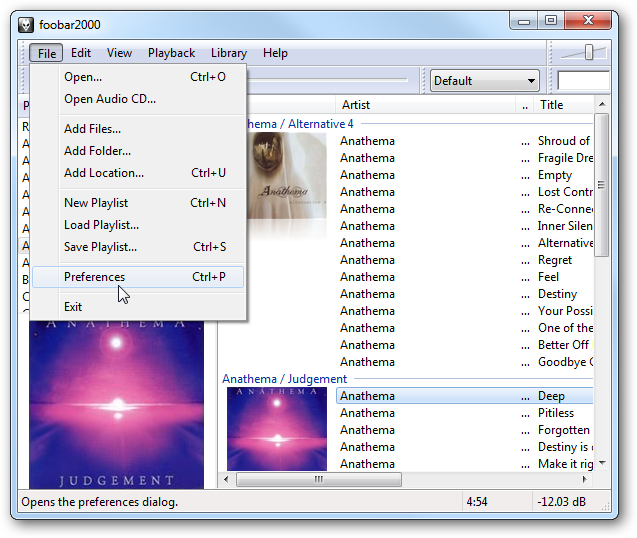 foobar2000
File Edit View Playback Library Help
Default
Open... Ctrl+O
Open Audio CD...
Add Files...
Add Folder...
Add Location... Ctrl+U
New Playlist Ctrl+N
Load Playlist...
Save Playlist... Ctrl+S
Preferences Ctrl+P
Exit
Artist .. Title
hema / Alternative 4
Anathema ... Shroud of
Anathema ... Fragile Dre
Anathema ... Empty
Anathema ... Lost Contr
Anathema ... Re-Connec
Anathema ... Inner Silen
Anathema ... Alternative
Anathema ... Regret
Anathema ... Feel
Anathema ... Destiny
Anathema ... Your Possi
Anathema ... One of the
Anathema ... Better Off
Anathema ... Goodbye C
Anathema
Anathema / Judgement
Anathema ... Deep
Anathema ... Pitiless
Anathema ... Forgotten
Anathema ... Destiny is
Anathema ... Make it rig
ANATHEMA
JUDGEMENT
ANATHEMA
JUDGEMENT
Opens the preferences dialog. 4:54 -12.03 dB